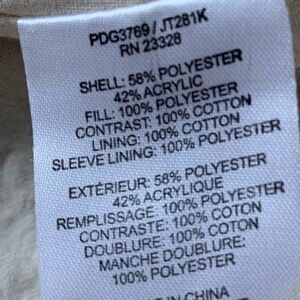 PDG3769 / JT281K
RN 23328
SHELL: 58% POLYESTER
42% ACRYLIC
FILL: 100% POLYESTER
CONTRAST: 100% COTTON
LINING: 100% COTTON
SLEEVE LINING: 100% POLYESTER
EXTÉRIEUR: 58% POLYESTER
42% ACRYLIQUE
REMPLISSAGE: 100% POLYESTER
CONTRASTE: 100% COTON
DOUBLURE: 100% COTON
MANCHE DOUBLURE:
100% POLYESTER
IN CHINA